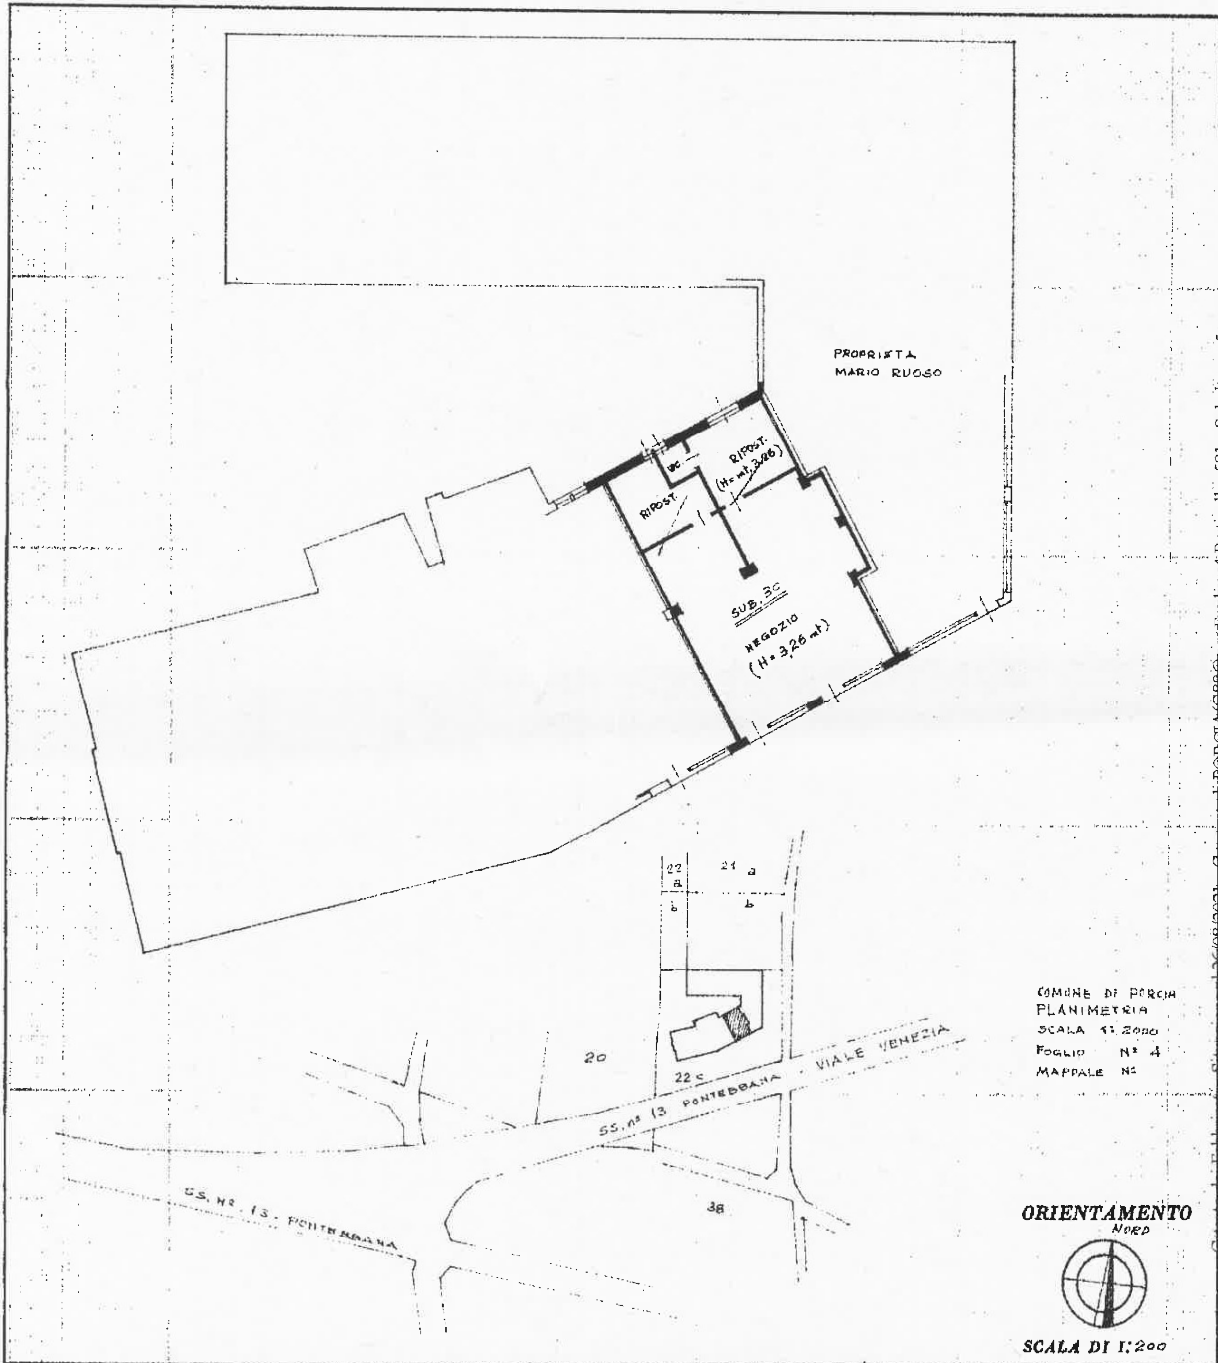 PROPRIETA
MARIO RUOSO
WC.
RIPOST.
(H= mt, 3,26)
RIPOST.
SUB. 3C
NEGOZIO
(H= 3,26 mt)
22
a
b
21 a
b
20
22 c
SS. nº 13 PONTEBBANA - VIALE VENEZIA
SS. Nº. 13. PONTEBBANA
38
COMUNE DI PORCIA
PLANIMETRIA
SCALA 1:2000
FOGLIO Nº 4
MAPPALE Nº
ORIENTAMENTO
NORD
SCALA DI 1:200